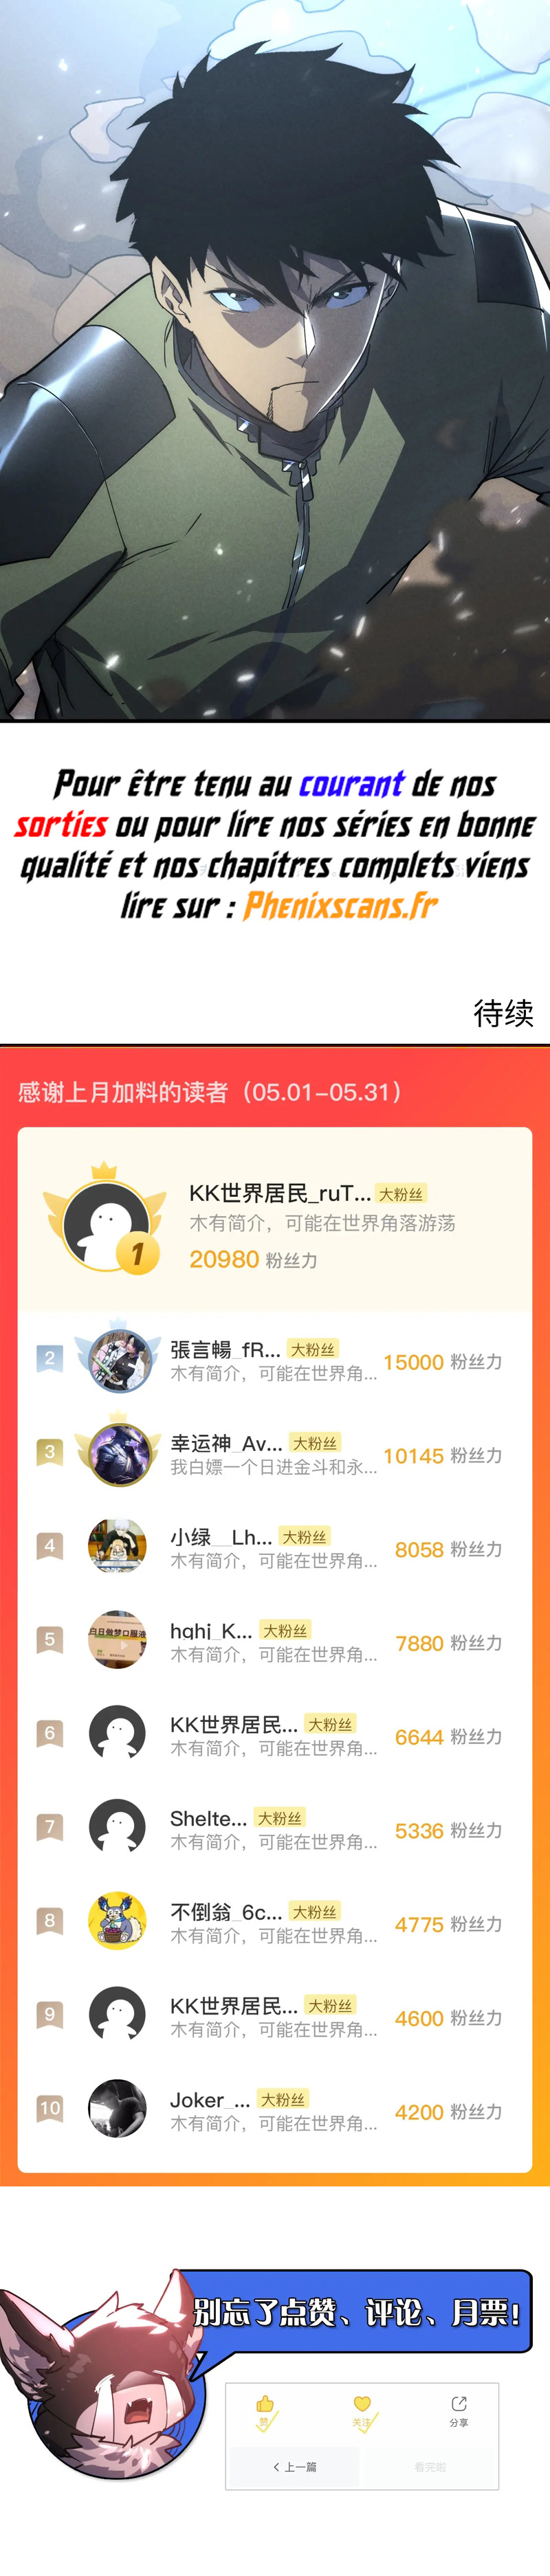 Pour être tenu au courant de nos
sorties ou pour lire nos séries en bonne
qualité et nos chapitres complets viens
lire sur : Phenixscans.fr
待续
感谢上月加料的读者（05.01-05.31）
KK世界居民_ruT... 大粉丝
木有简介，可能在世界角落游荡
1
20980 粉丝力
2 張言暢_fR... 大粉丝
木有简介，可能在世界角... 15000 粉丝力
3 幸运神_Av... 大粉丝
我白嫖一个日进金斗和永... 10145 粉丝力
4 小绿__Lh... 大粉丝
木有简介，可能在世界角... 8058 粉丝力
5 hghj_K... 大粉丝
白日做梦口服液
木有简介，可能在世界角... 7880 粉丝力
6 KK世界居民... 大粉丝
木有简介，可能在世界角... 6644 粉丝力
7 Shelte... 大粉丝
木有简介，可能在世界角... 5336 粉丝力
8 不倒翁_6c... 大粉丝
木有简介，可能在世界角... 4775 粉丝力
9 KK世界居民... 大粉丝
木有简介，可能在世界角... 4600 粉丝力
10 Joker_... 大粉丝
木有简介，可能在世界角... 4200 粉丝力
别忘了点赞、评论、月票!
赞 关注 分享
< 上一篇 看完啦